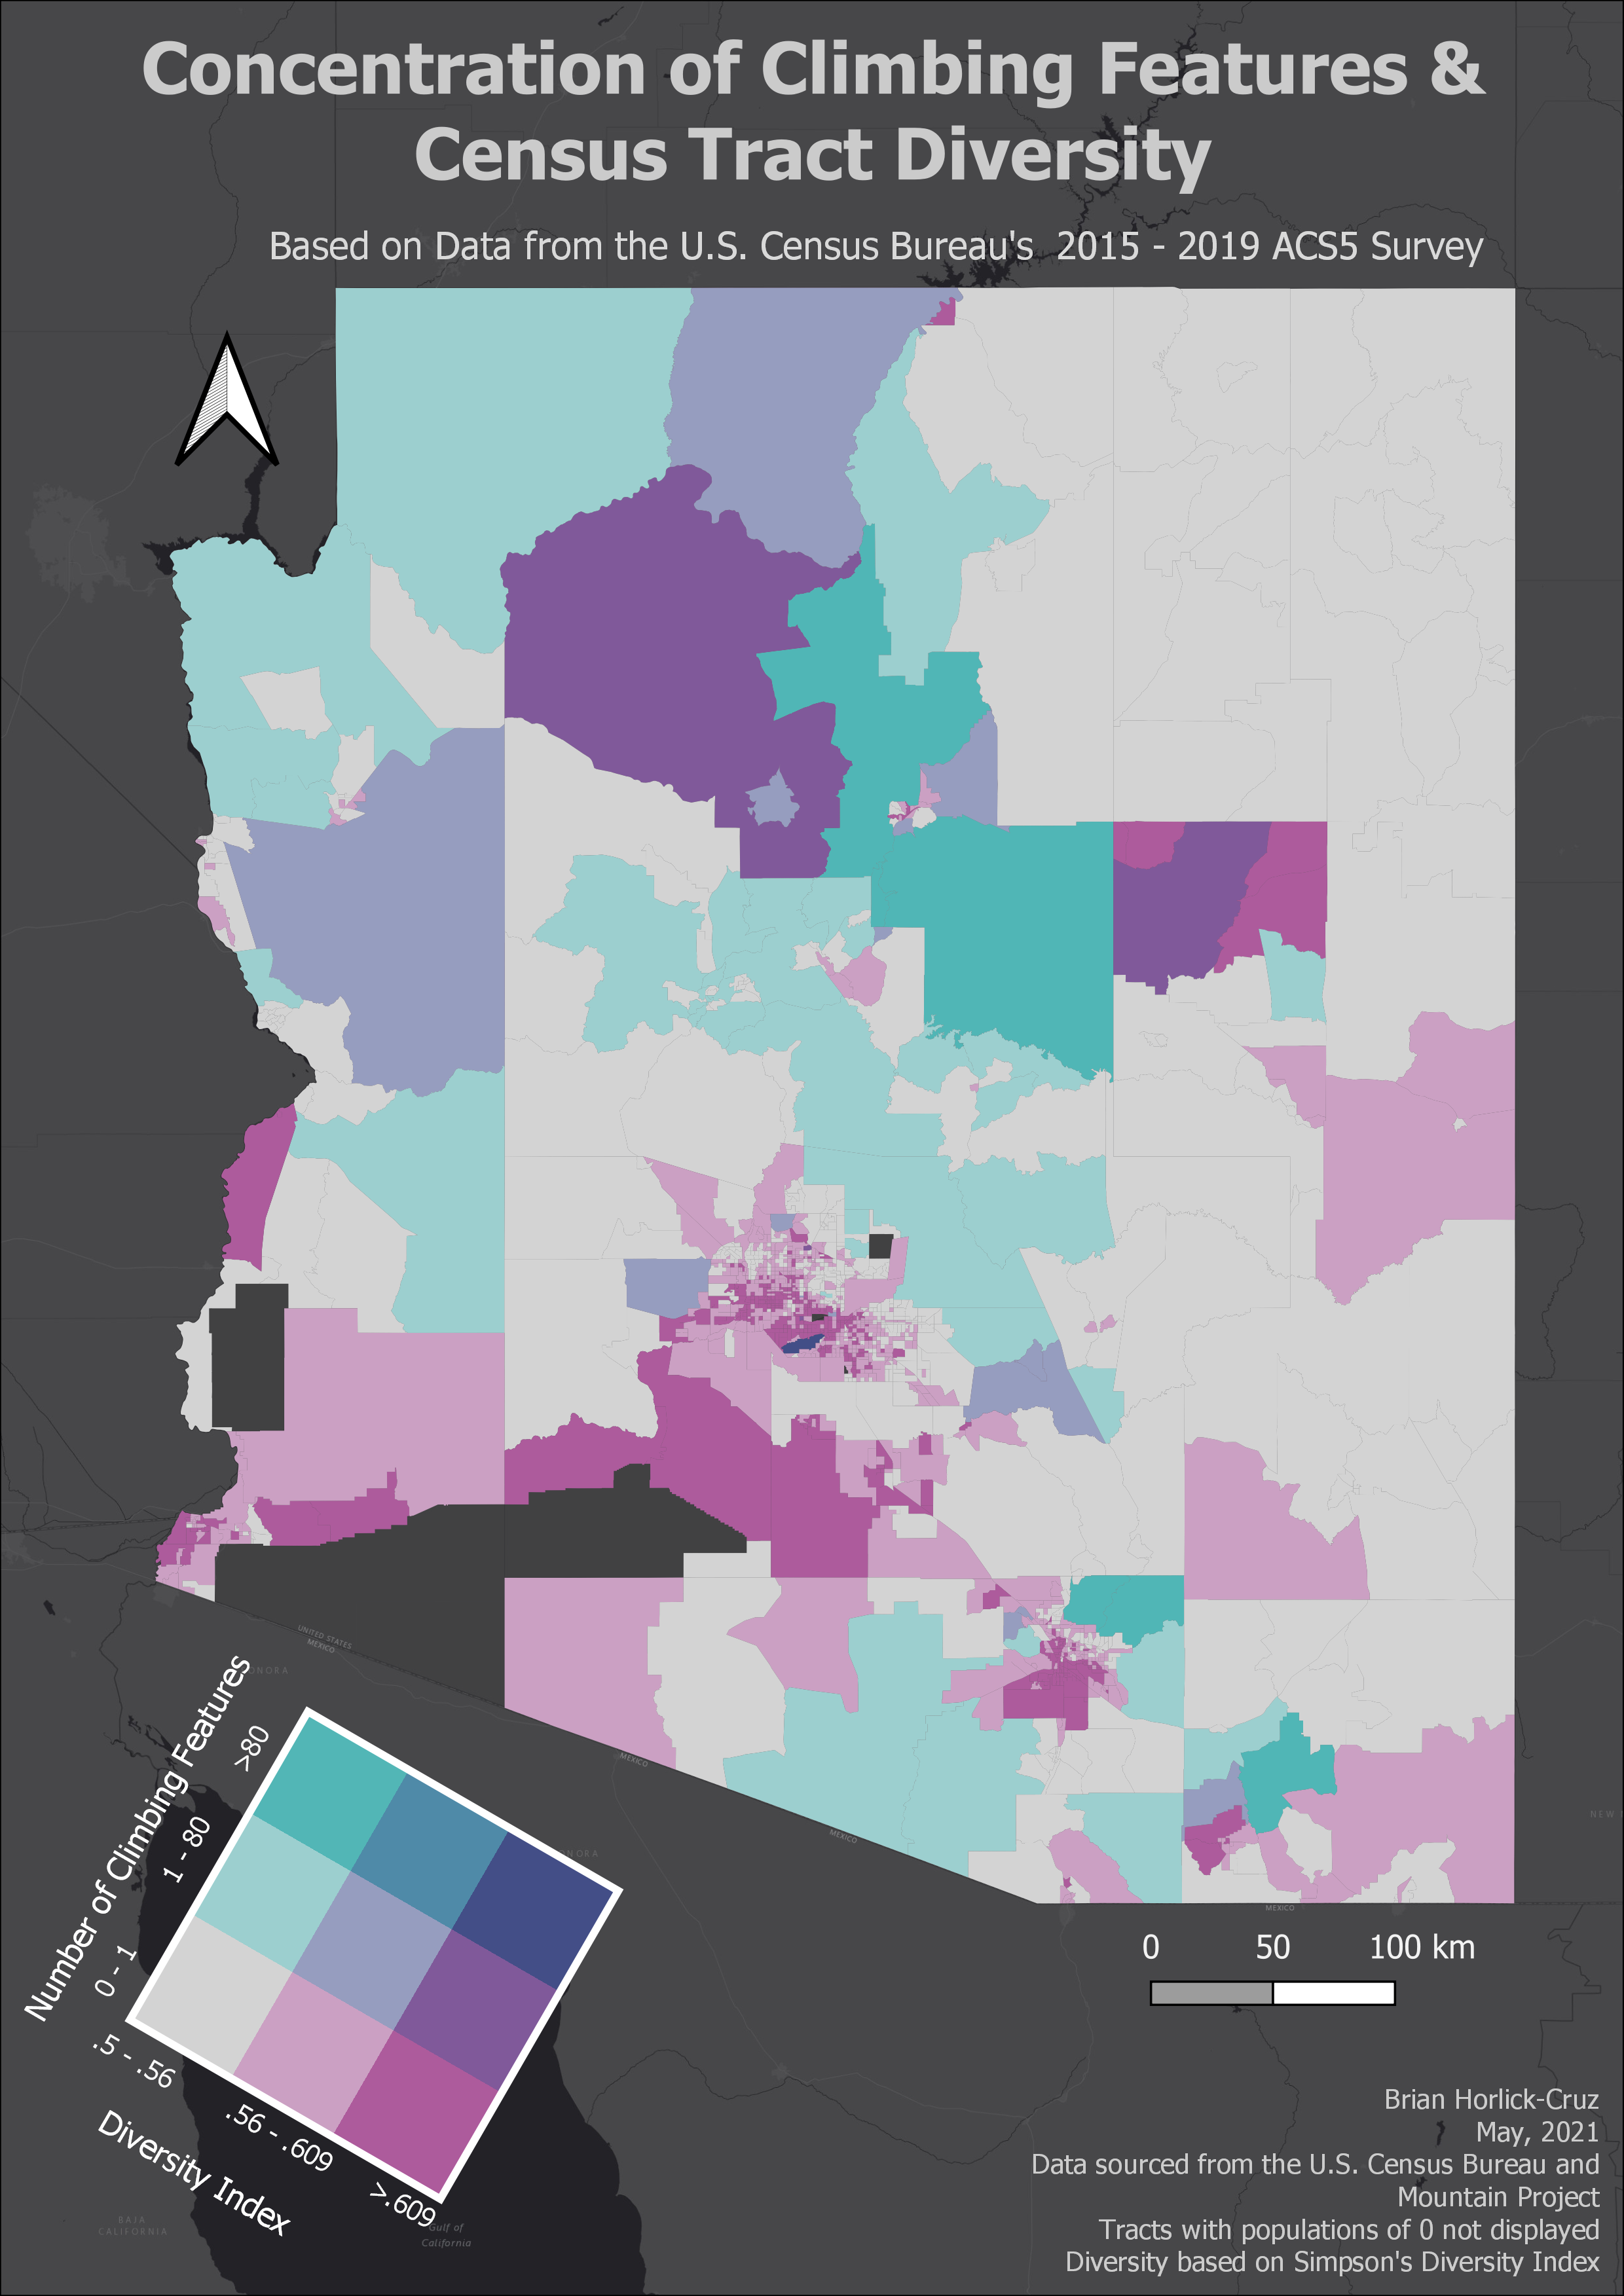 Concentration of Climbing Features &
Census Tract Diversity
Based on Data from the U.S. Census Bureau's 2015 - 2019 ACS5 Survey
UNITED STATES
MEXICO
MEXICO
MEXICO
MEXICO
Number of Climbing Features
>80
1 - 80
0 - 1
.5 - .56
.56 - .609
>.609
Diversity Index
0 50 100 km
BAJA
CALIFORNIA
Gulf of
California
Brian Horlick-Cruz
May, 2021
Data sourced from the U.S. Census Bureau and
Mountain Project
Tracts with populations of 0 not displayed
Diversity based on Simpson's Diversity Index